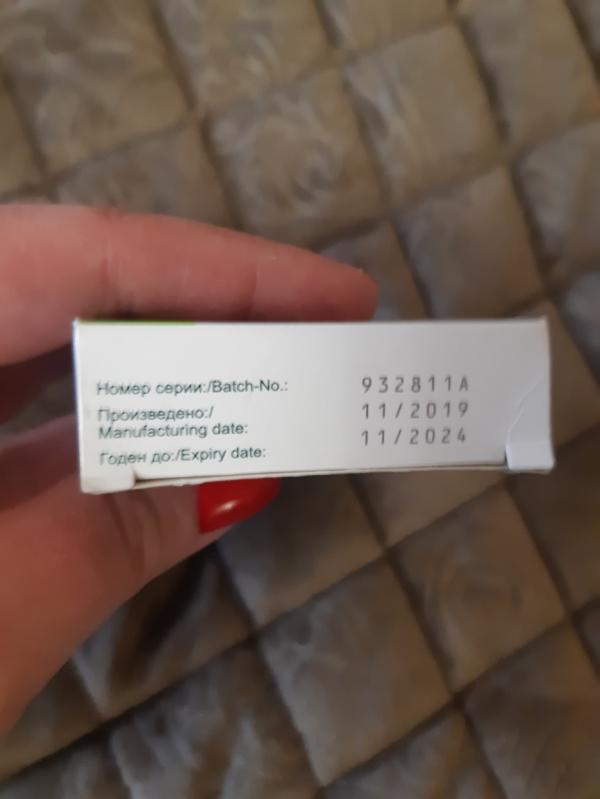 Номер серии:/Batch-No.: 932811A
Произведено:/ 11/2019
Manufacturing date: 11/2024
Годен до:/Expiry date: